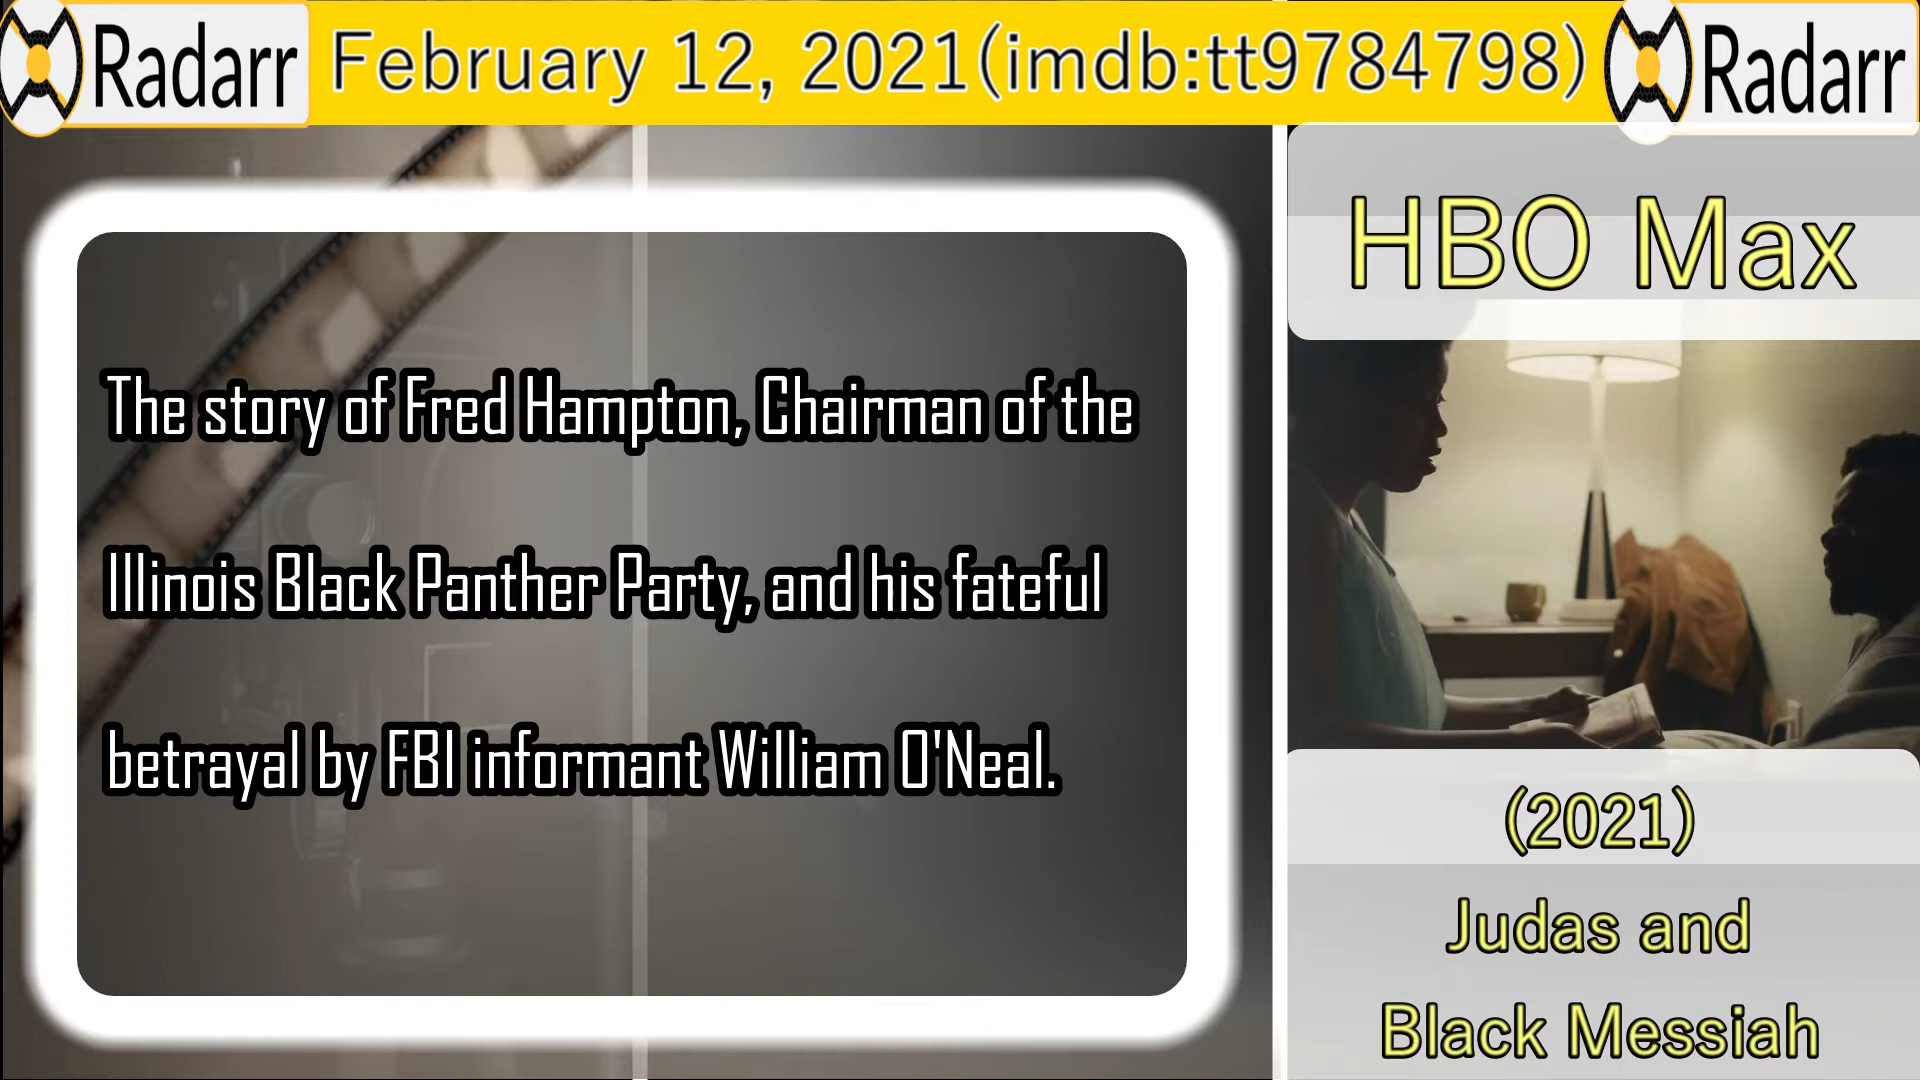 Radarr February 12, 2021(imdb:tt9784798) Radarr
The story of Fred Hampton, Chairman of the
Illinois Black Panther Party, and his fateful
betrayal by FBI informant William O'Neal.
HBO Max
(2021)
Judas and
Black Messiah